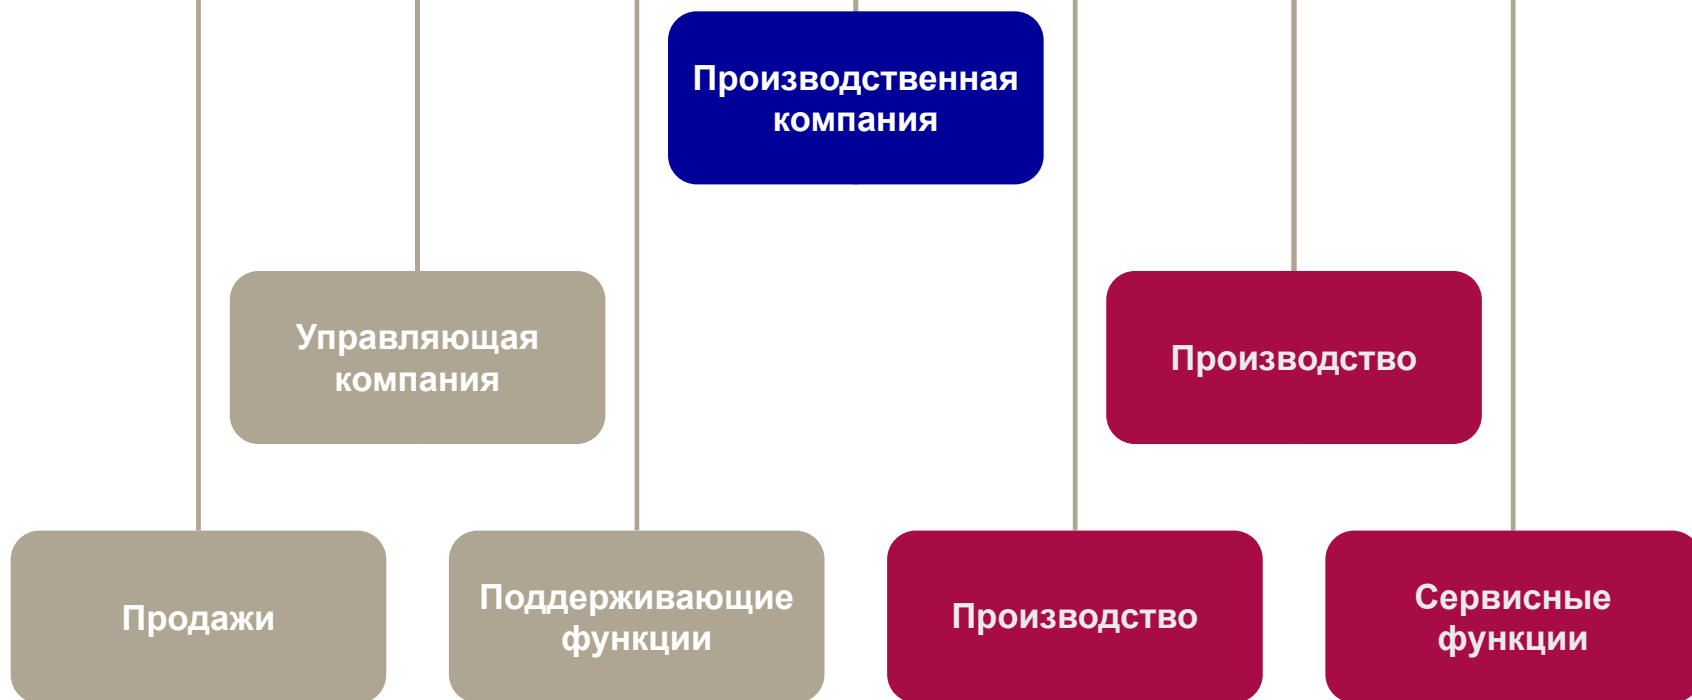 Производственная
компания
Управляющая
компания
Производство
Продажи
Поддерживающие
функции
Производство
Сервисные
функции